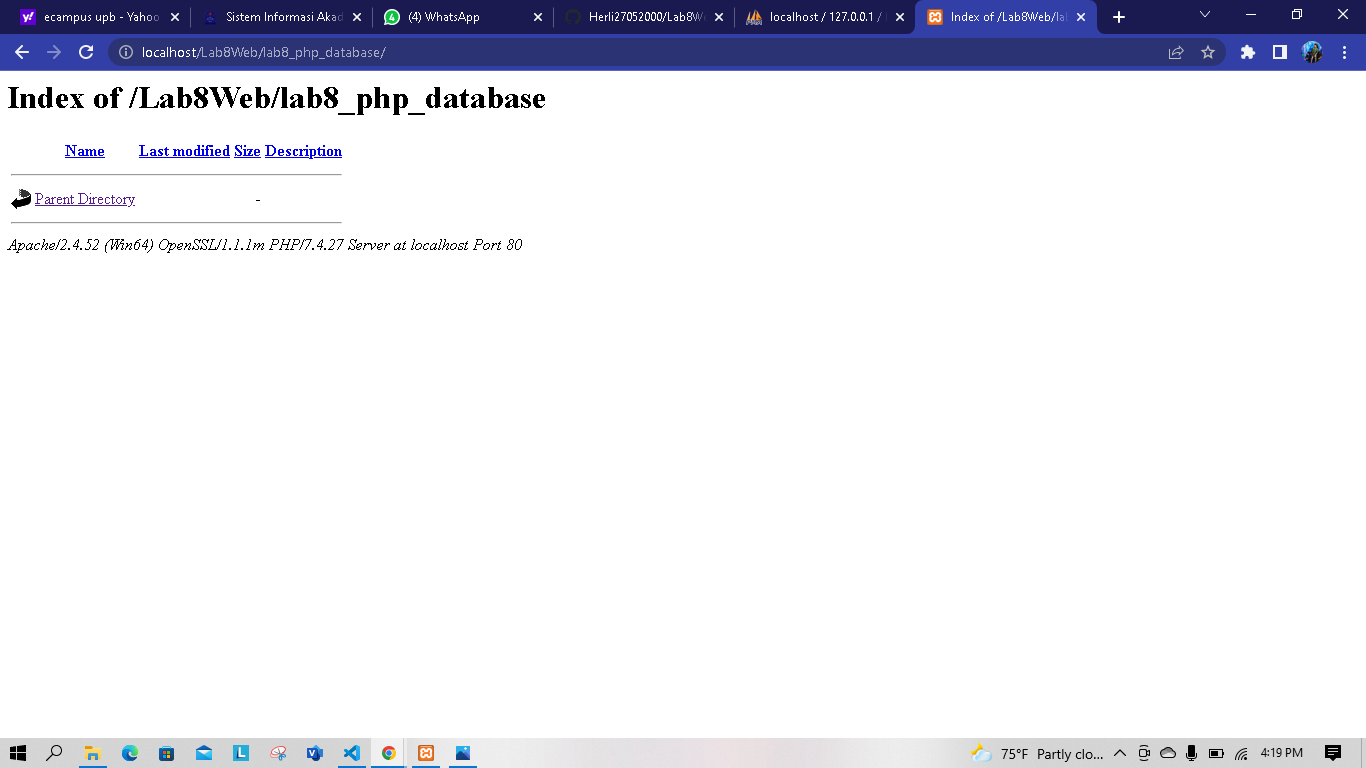 ecampus upb - Yahoo
Sistem Informasi Akad
(4) WhatsApp
Herli27052000/Lab8We
localhost / 127.0.0.1 / l
Index of /Lab8Web/lal
localhost/Lab8Web/lab8_php_database/
Index of /Lab8Web/lab8_php_database
Name Last modified Size Description
Parent Directory -
Apache/2.4.52 (Win64) OpenSSL/1.1.1m PHP/7.4.27 Server at localhost Port 80
75°F Partly clo... 4:19 PM